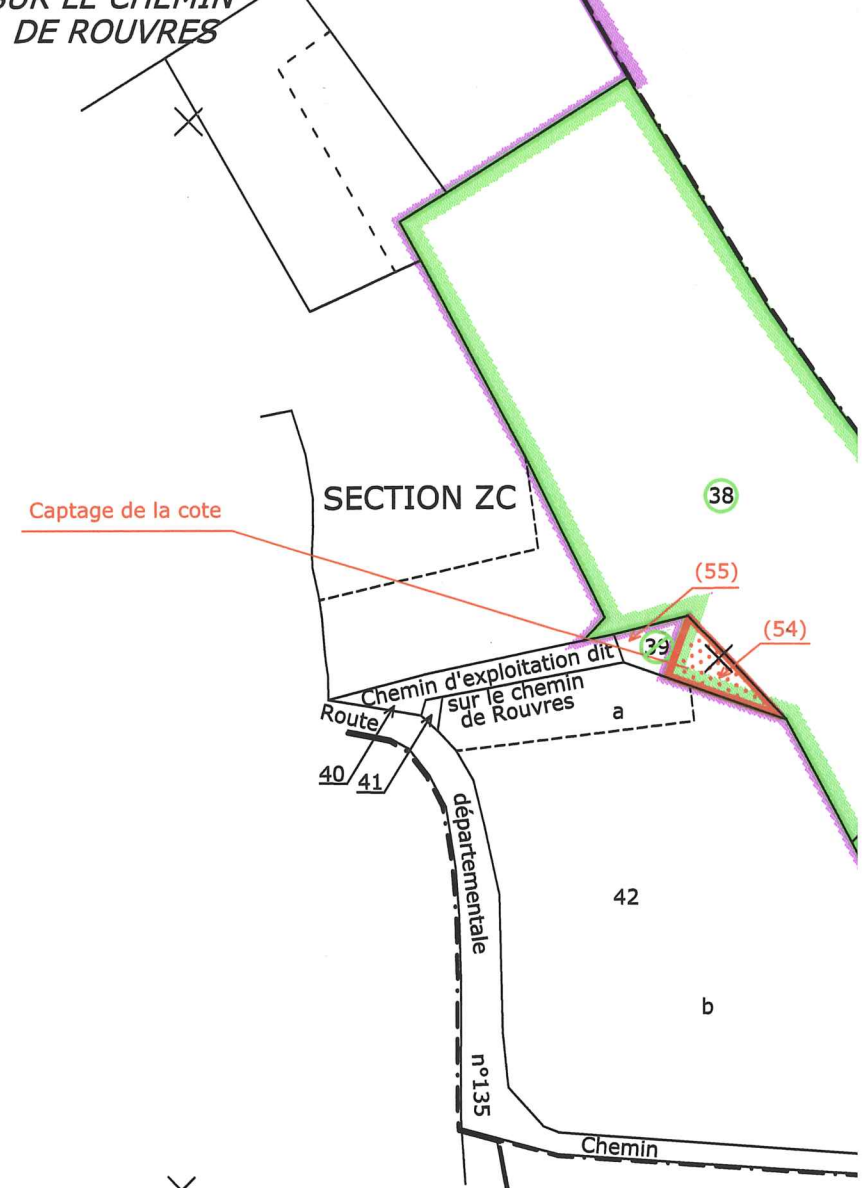 SUR LE CHEMIN
DE ROUVRES
SECTION ZC
38
Captage de la cote
(55)
(54)
39
Chemin d'exploitation dit
sur le chemin
de Rouvres
Route
a
40
41
départementale
42
b
n°135
Chemin